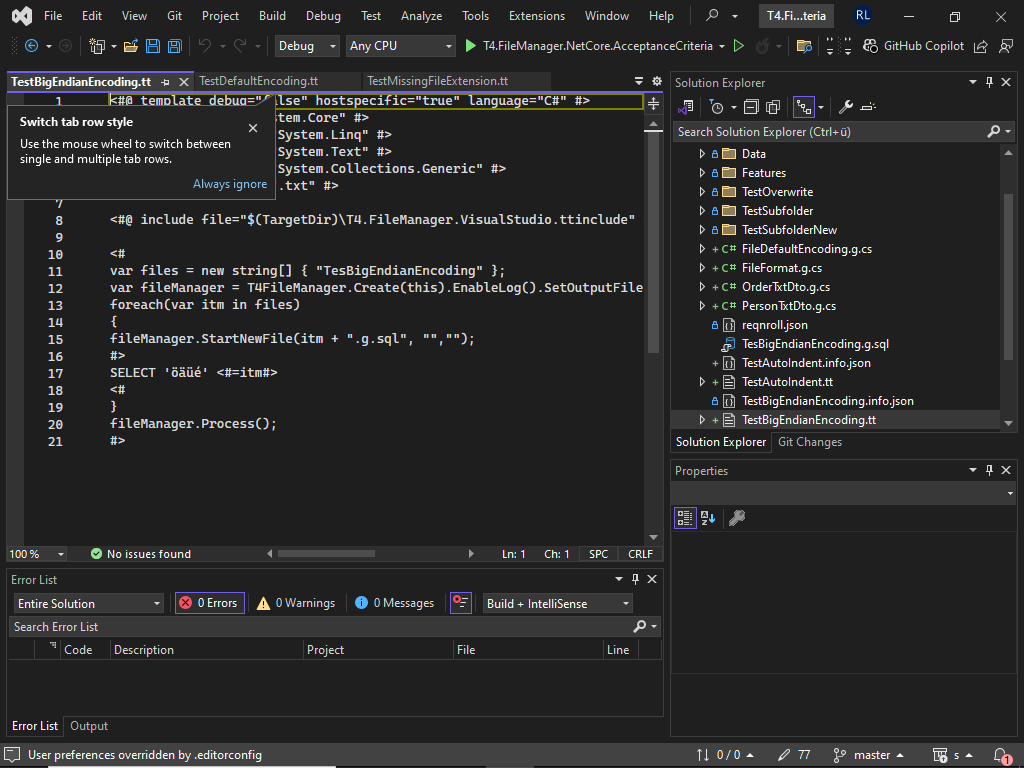 File Edit View Git Project Build Debug Test Analyze Tools Extensions Window Help T4.Fi...teria RL
Debug Any CPU T4.FileManager.NetCore.AcceptanceCriteria GitHub Copilot
TestBigEndianEncoding.tt TestDefaultEncoding.tt TestMissingFileExtension.tt
1 <#@ template debug="false" hostspecific="true" language="C#" #>
Switch tab row style
Use the mouse wheel to switch between
single and multiple tab rows.
Always ignore
stem.Core" #>
System.Linq" #>
System.Text" #>
System.Collections.Generic" #>
.txt" #>
7
8 <#@ include file="$(TargetDir)\T4.FileManager.VisualStudio.ttinclude"
9
10 <#
11 var files = new string[] { "TesBigEndianEncoding" };
12 var fileManager = T4FileManager.Create(this).EnableLog().SetOutputFile
13 foreach(var itm in files)
14 {
15 fileManager.StartNewFile(itm + ".g.sql", "","");
16 #>
17 SELECT 'öäüé' <#=itm#>
18 <#
19 }
20 fileManager.Process();
21 #>
100 % No issues found Ln: 1 Ch: 1 SPC CRLF
Solution Explorer
Search Solution Explorer (Ctrl+ü)
Data
Features
TestOverwrite
TestSubfolder
TestSubfolderNew
C# FileDefaultEncoding.g.cs
C# FileFormat.g.cs
C# OrderTxtDto.g.cs
C# PersonTxtDto.g.cs
reqnroll.json
TesBigEndianEncoding.g.sql
TestAutoIndent.info.json
TestAutoIndent.tt
TestBigEndianEncoding.info.json
TestBigEndianEncoding.tt
Solution Explorer Git Changes
Properties
Error List
Entire Solution 0 Errors 0 Warnings 0 Messages Build + IntelliSense
Search Error List
Code Description Project File Line
Error List Output
User preferences overridden by .editorconfig 0 / 0 77 master s 1